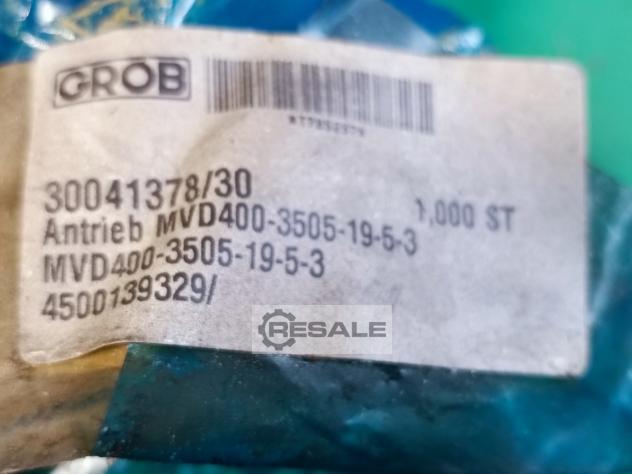 GROB
30041378/30
1,000 ST
Antrieb MVD400-3505-19-5-3
MVD400-3505-19-5-3
4500139329/
RESALE